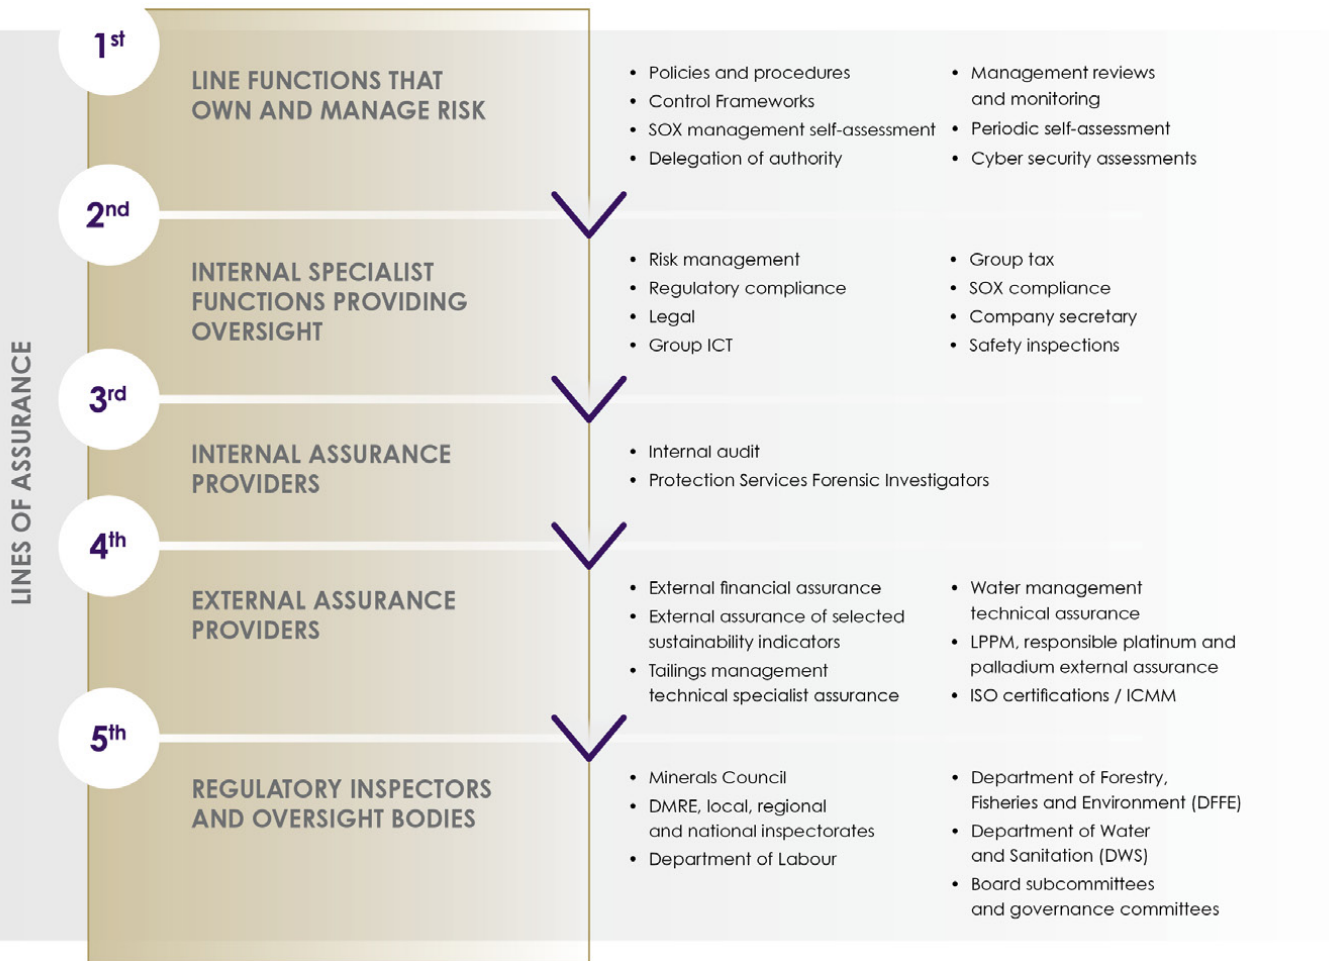 LINES OF ASSURANCE
1st
LINE FUNCTIONS THAT
OWN AND MANAGE RISK
• Policies and procedures
• Control Frameworks
• SOX management self-assessment
• Delegation of authority
• Management reviews
and monitoring
• Periodic self-assessment
• Cyber security assessments
2nd
INTERNAL SPECIALIST
FUNCTIONS PROVIDING
OVERSIGHT
• Risk management
• Regulatory compliance
• Legal
• Group ICT
• Group tax
• SOX compliance
• Company secretary
• Safety inspections
3rd
INTERNAL ASSURANCE
PROVIDERS
• Internal audit
• Protection Services Forensic Investigators
4th
EXTERNAL ASSURANCE
PROVIDERS
• External financial assurance
• External assurance of selected
sustainability indicators
• Tailings management
technical specialist assurance
• Water management
technical assurance
• LPPM, responsible platinum and
palladium external assurance
• ISO certifications / ICMM
5th
REGULATORY INSPECTORS
AND OVERSIGHT BODIES
• Minerals Council
• DMRE, local, regional
and national inspectorates
• Department of Labour
• Department of Forestry,
Fisheries and Environment (DFFE)
• Department of Water
and Sanitation (DWS)
• Board subcommittees
and governance committees